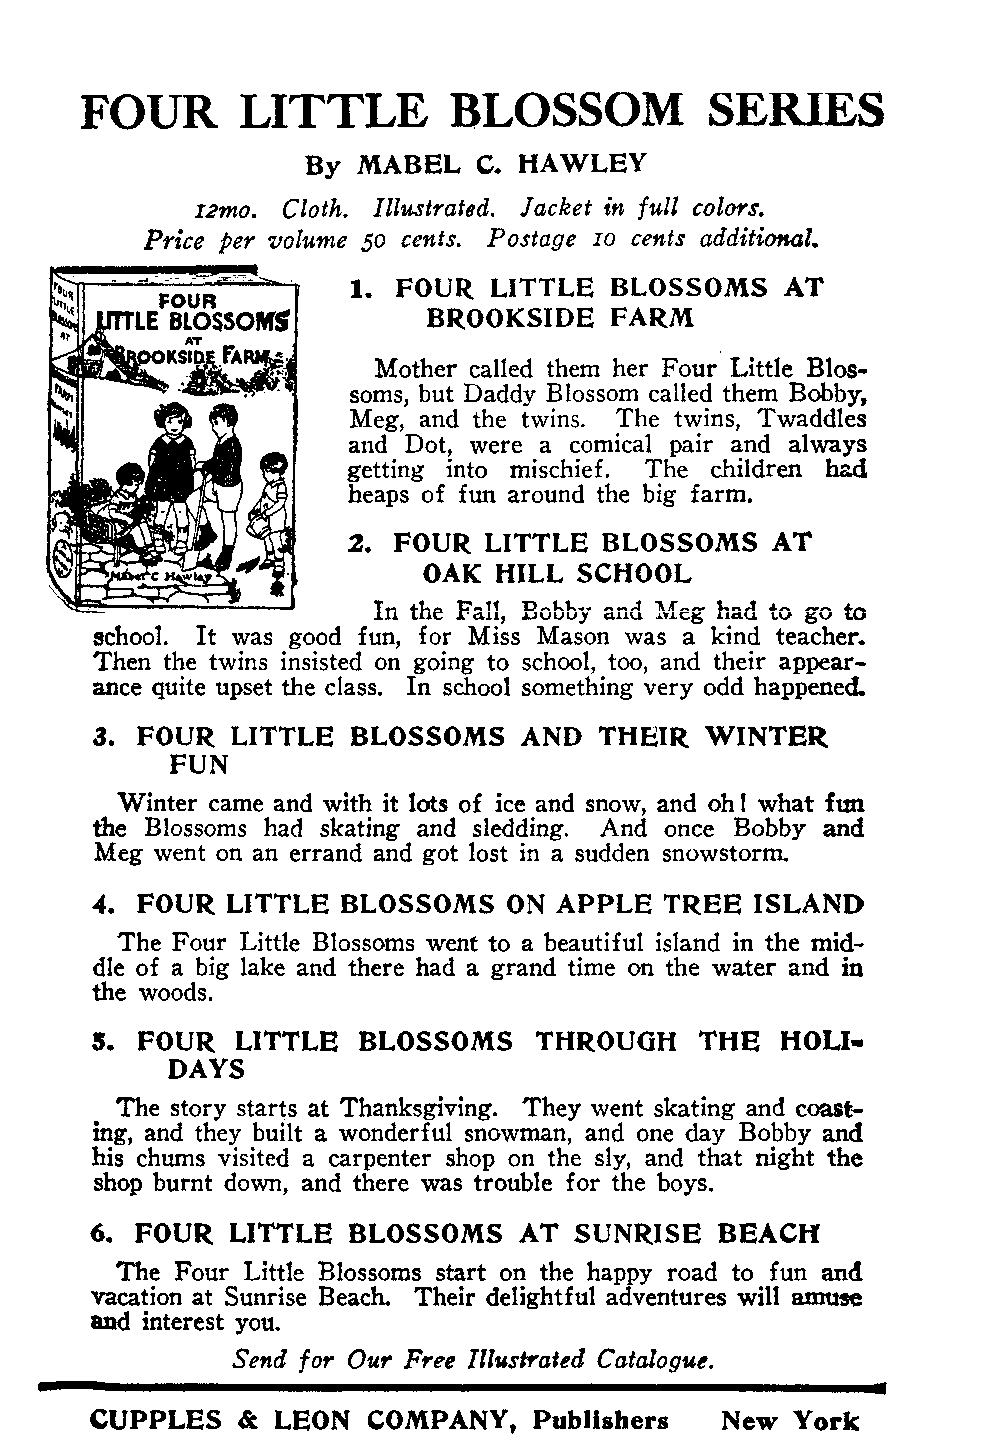 FOUR LITTLE BLOSSOM SERIES
By MABEL C. HAWLEY
12mo. Cloth. Illustrated. Jacket in full colors.
Price per volume 50 cents. Postage 10 cents additional.
FOUR
LITTLE BLOSSOMS
AT
BROOKSIDE FARM
MABEL C HAWLEY
FOUR
LITTLE
BLOSSOMS
AT
1. FOUR LITTLE BLOSSOMS AT
BROOKSIDE FARM
Mother called them her Four Little Blos-
soms, but Daddy Blossom called them Bobby,
Meg, and the twins. The twins, Twaddles
and Dot, were a comical pair and always
getting into mischief. The children had
heaps of fun around the big farm.
2. FOUR LITTLE BLOSSOMS AT
OAK HILL SCHOOL
In the Fall, Bobby and Meg had to go to
school. It was good fun, for Miss Mason was a kind teacher.
Then the twins insisted on going to school, too, and their appear-
ance quite upset the class. In school something very odd happened.
3. FOUR LITTLE BLOSSOMS AND THEIR WINTER
FUN
Winter came and with it lots of ice and snow, and oh! what fun
the Blossoms had skating and sledding. And once Bobby and
Meg went on an errand and got lost in a sudden snowstorm.
4. FOUR LITTLE BLOSSOMS ON APPLE TREE ISLAND
The Four Little Blossoms went to a beautiful island in the mid-
dle of a big lake and there had a grand time on the water and in
the woods.
5. FOUR LITTLE BLOSSOMS THROUGH THE HOLI-
DAYS
The story starts at Thanksgiving. They went skating and coast-
ing, and they built a wonderful snowman, and one day Bobby and
his chums visited a carpenter shop on the sly, and that night the
shop burnt down, and there was trouble for the boys.
6. FOUR LITTLE BLOSSOMS AT SUNRISE BEACH
The Four Little Blossoms start on the happy road to fun and
vacation at Sunrise Beach. Their delightful adventures will amuse
and interest you.
Send for Our Free Illustrated Catalogue.
CUPPLES & LEON COMPANY, Publishers New York